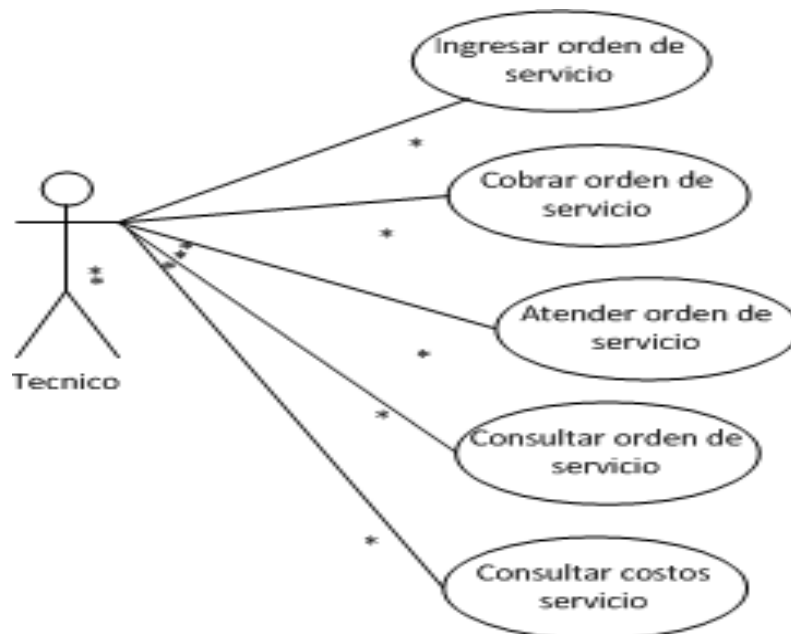 Ingresar orden de
servicio
*
Cobrar orden de
servicio
*
Atender orden de
servicio
*
Consultar orden de
servicio
*
Consultar costos
servicio
*
*
*
*
*
*
Tecnico